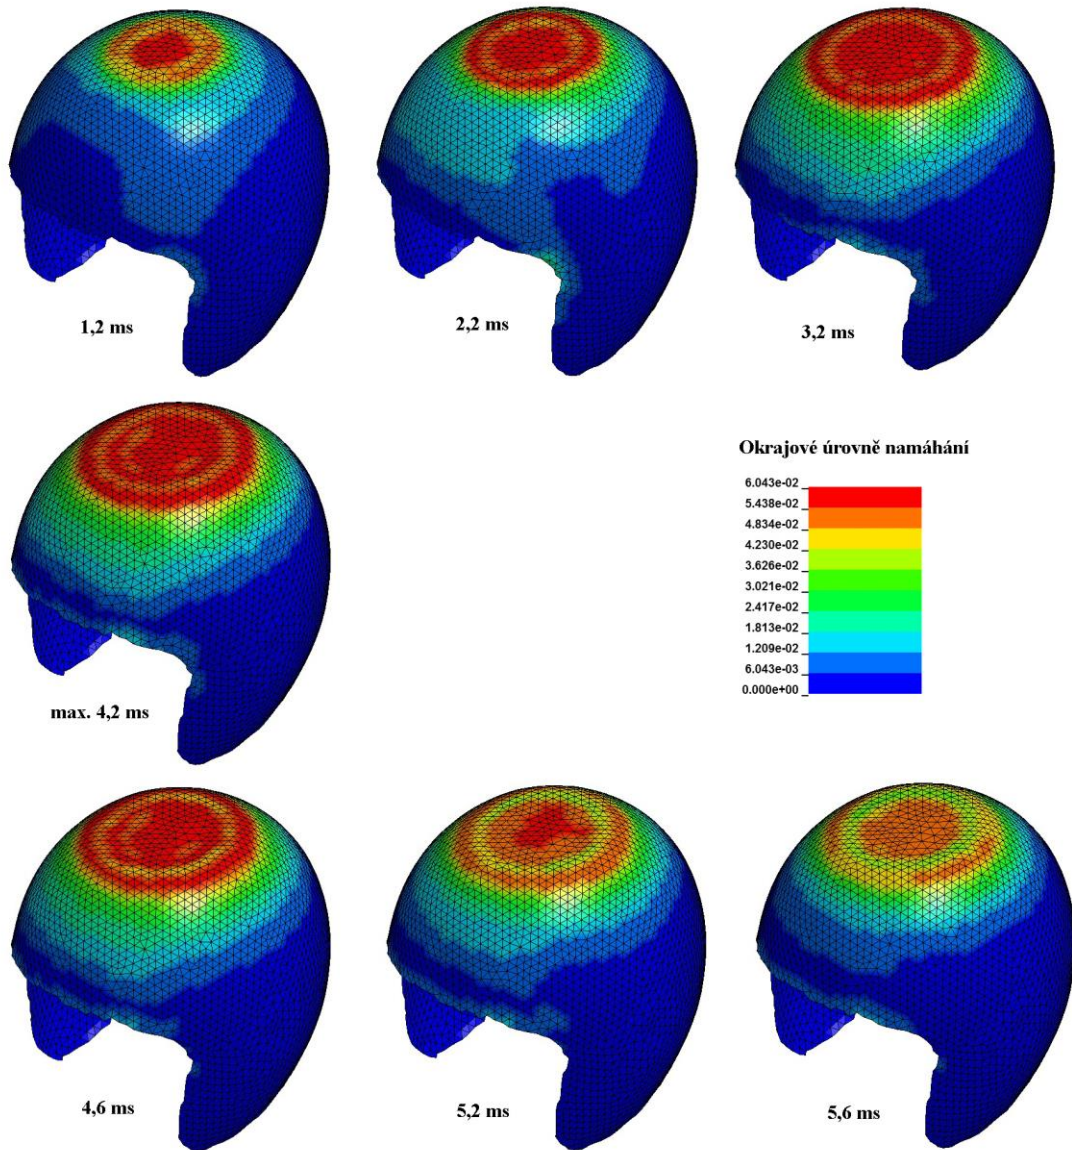 1,2 ms
2,2 ms
3,2 ms
max. 4,2 ms
Okrajové úrovně namáhání
6.043e-02
5.438e-02
4.834e-02
4.230e-02
3.626e-02
3.021e-02
2.417e-02
1.813e-02
1.209e-02
6.043e-03
0.000e+00
4,6 ms
5,2 ms
5,6 ms